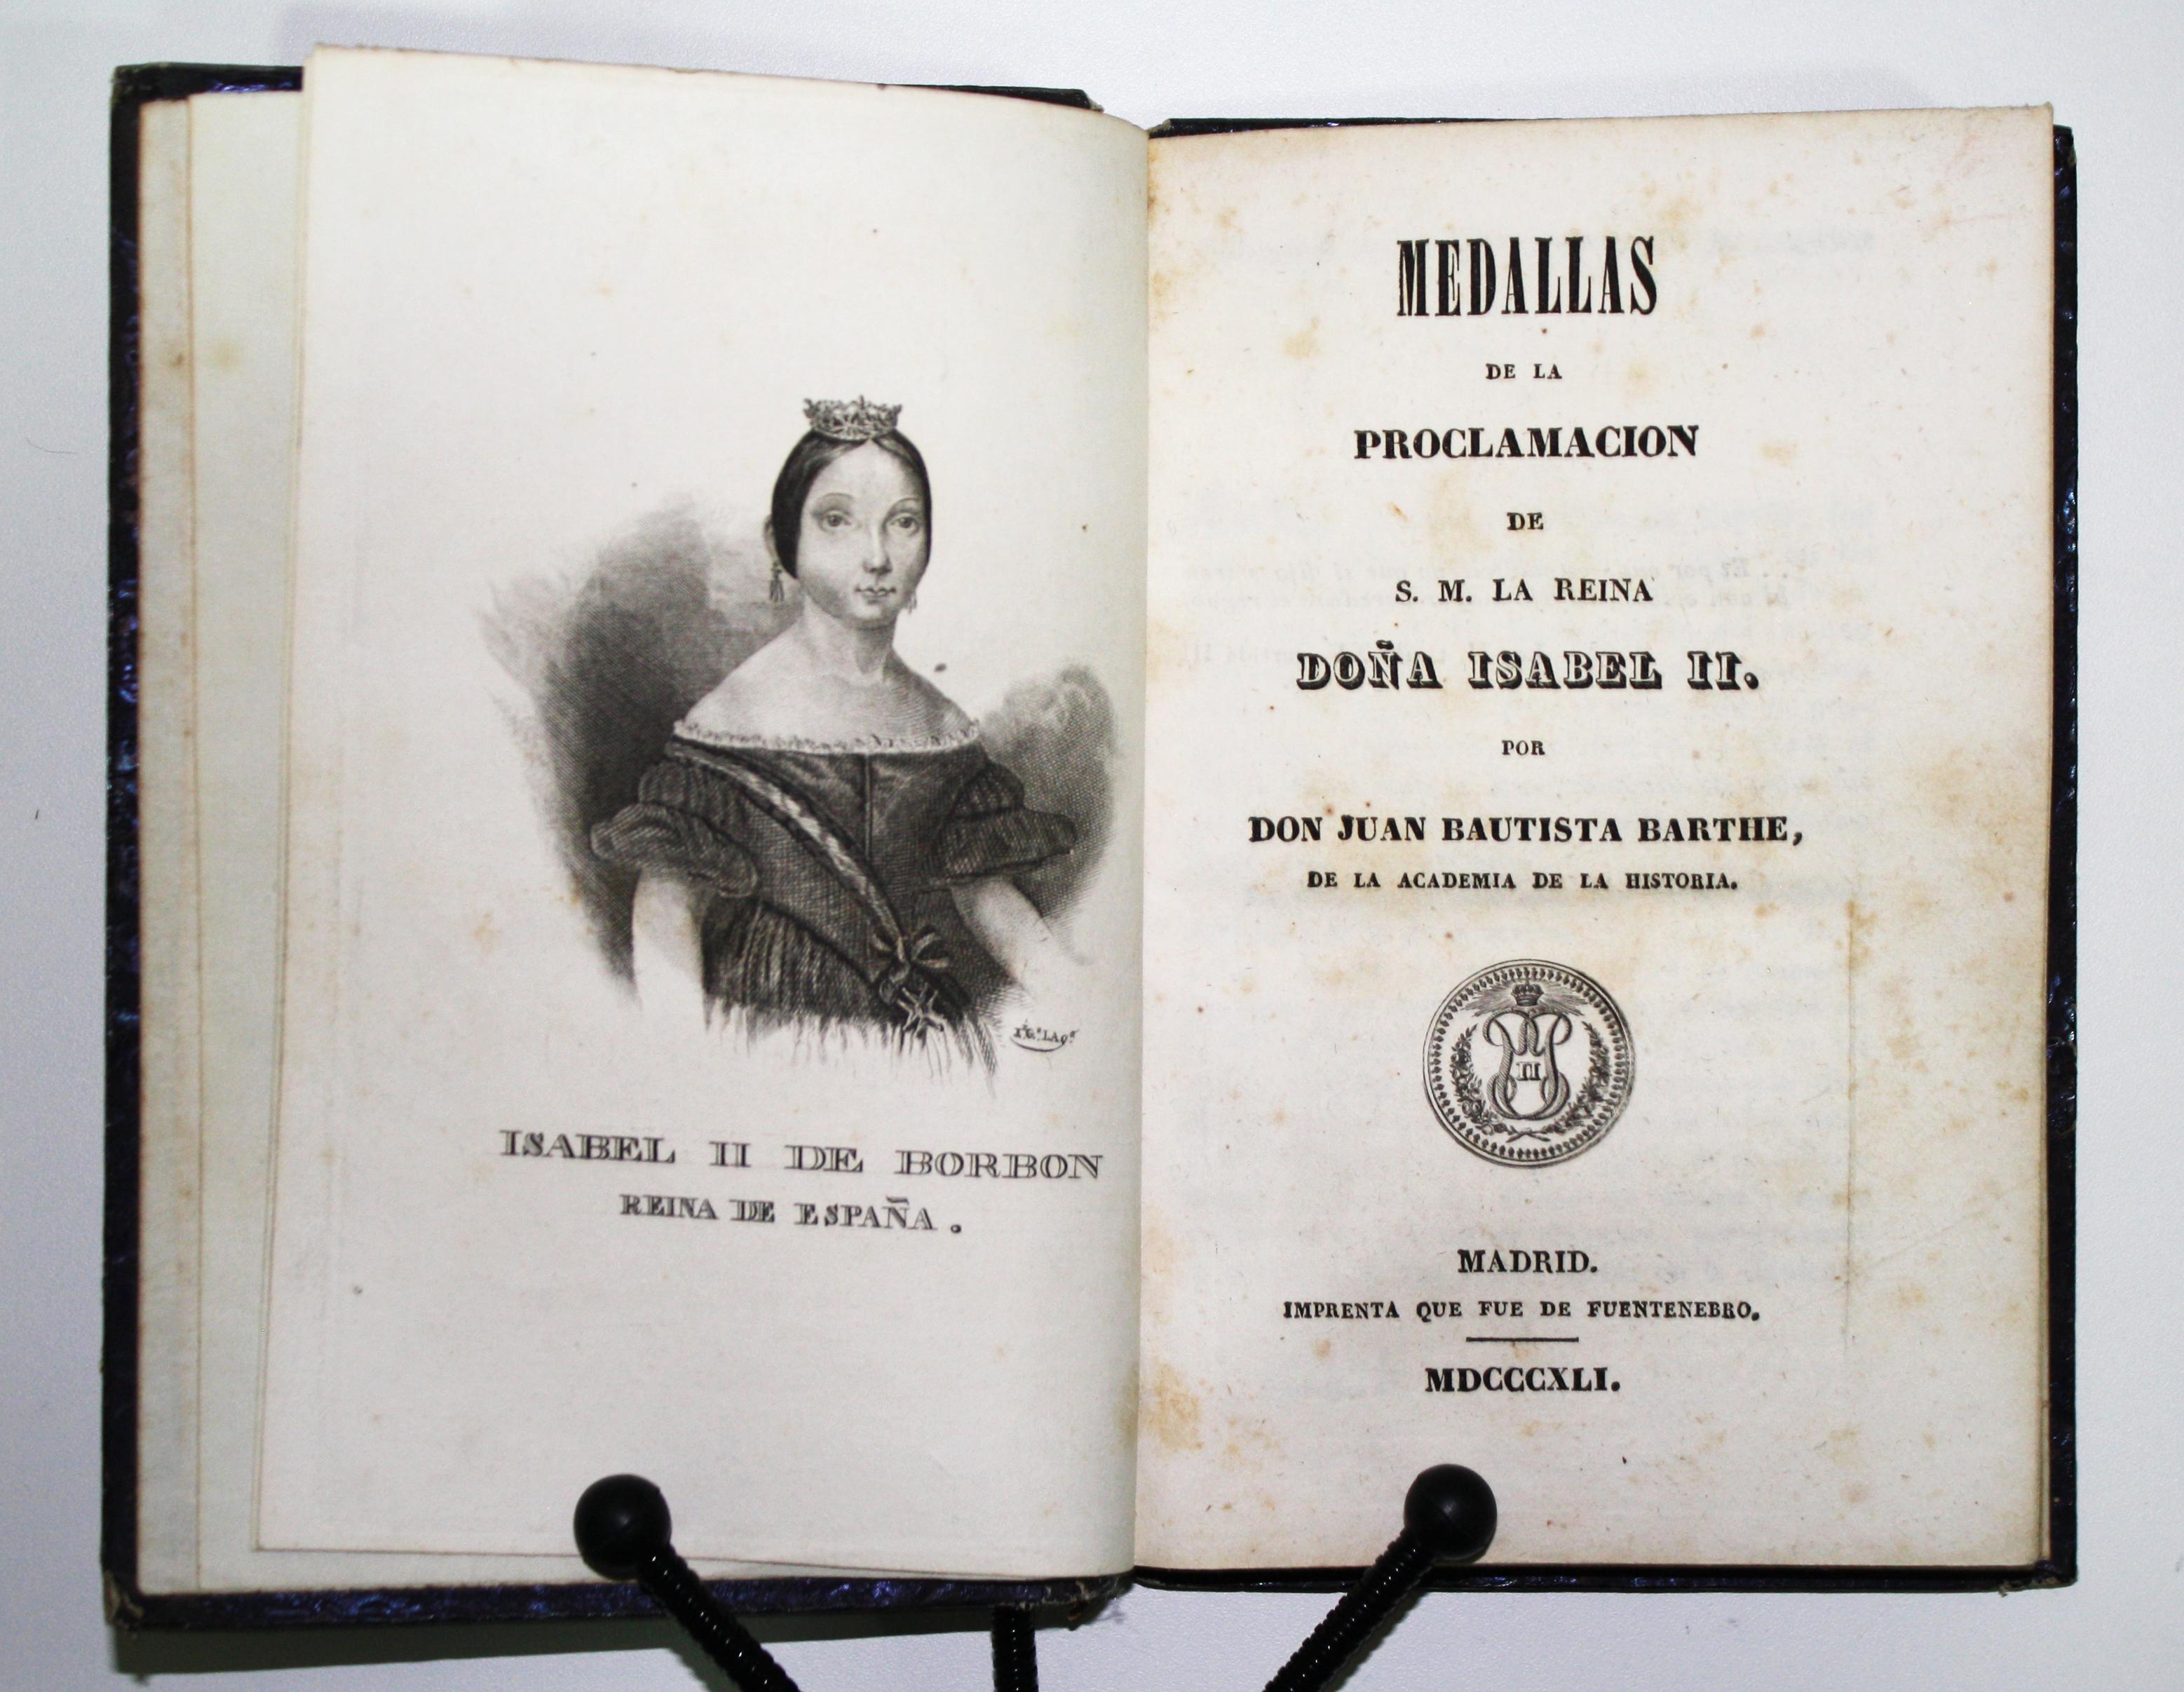 ISABEL II DE BORBON
REINA DE ESPAÑA.
MEDALLAS
DE LA
PROCLAMACION
DE
S. M. LA REINA
DOÑA ISABEL II.
POR
DON JUAN BAUTISTA BARTHE,
DE LA ACADEMIA DE LA HISTORIA.
II
MADRID.
IMPRENTA QUE FUE DE FUENTENEBRO.
MDCCCXLI.